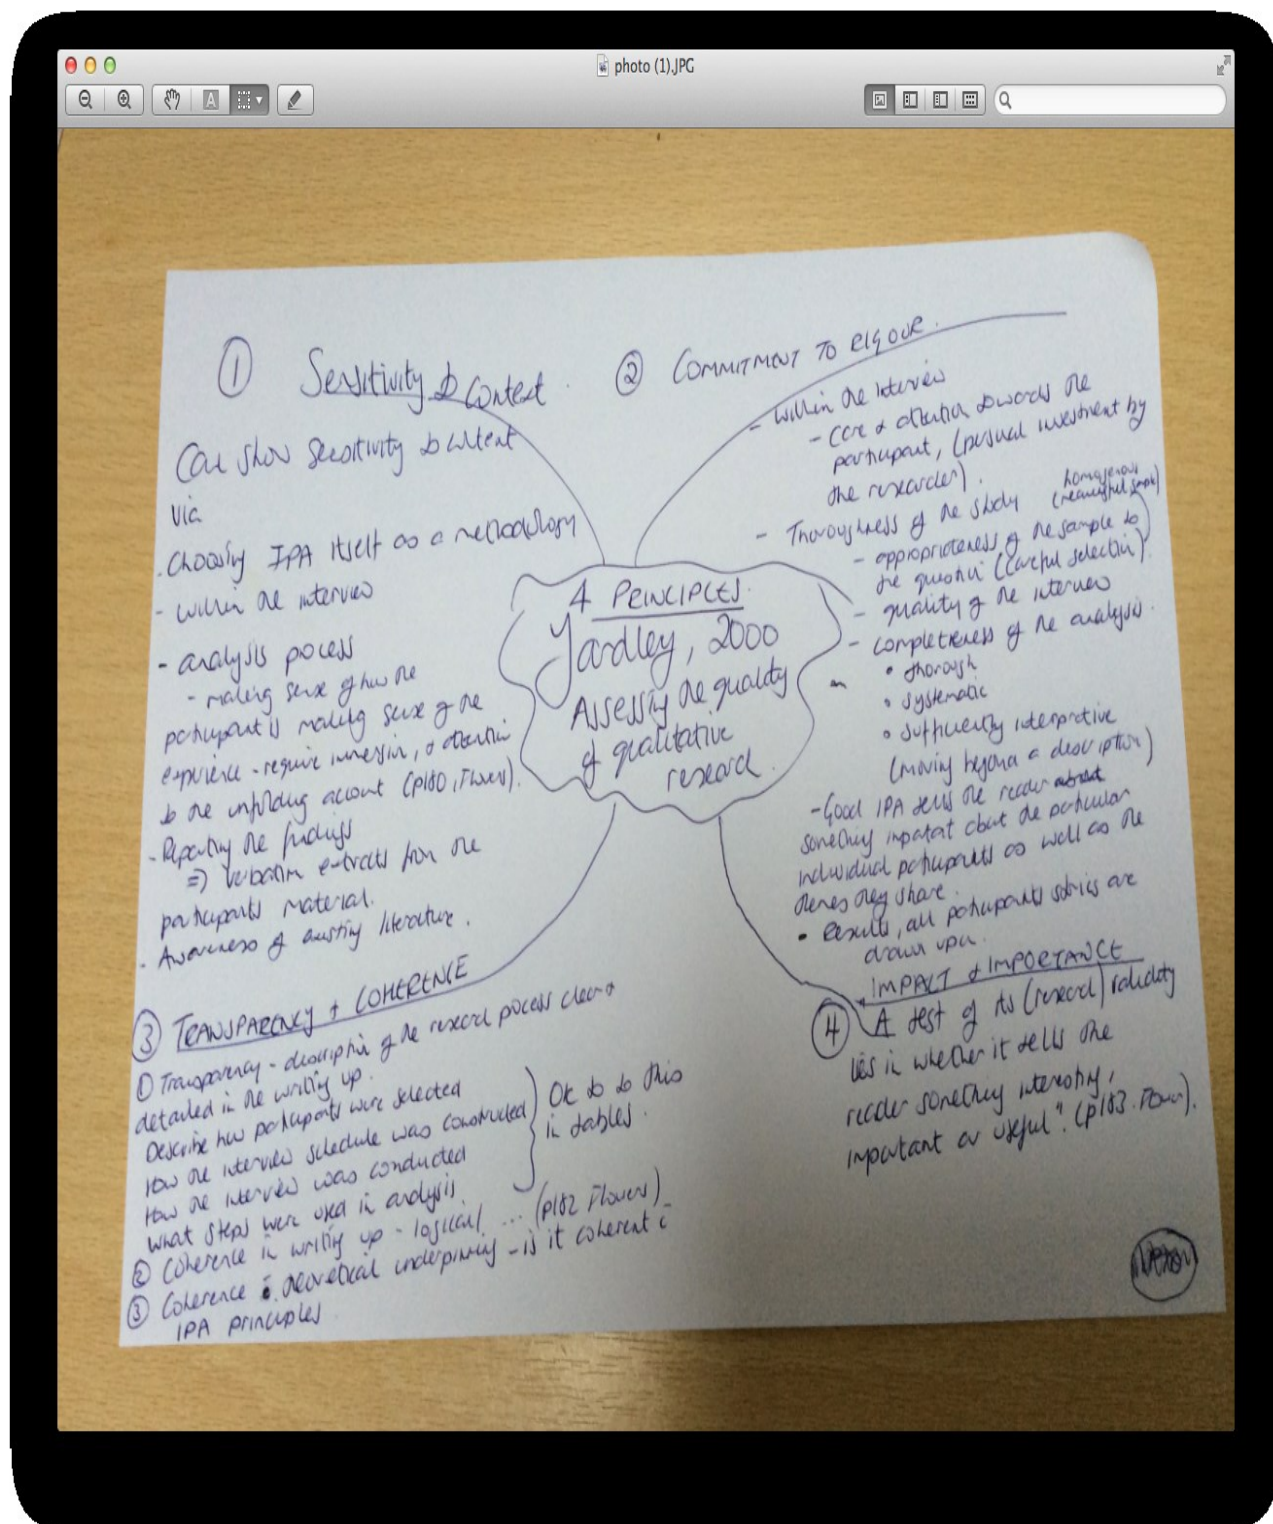 photo (1).JPG
4 PRINCIPLES.
Yardley, 2000
Assessing the quality
of qualitative
research.
① Sensitivity to context.
Can show sensitivity to context
via
- Choosing IPA itself as a methodology
- within the interview
- analysis process
- making sense of how the
participant is making sense of the
experience - require immersion, & attention
to the unfolding account (p180, Flowers).
- Reporting the findings
=> verbatim extracts from the
participants material.
- Awareness of existing literature.
② COMMITMENT TO RIGOUR.
- within the interview
- care & attention towards the
participant, (personal investment by
the researcher).
- Thoroughness of the study
homogenous
(meaningful sample)
- appropriateness of the sample to
the question (careful selection).
- quality of the interview
- completeness of the analysis.
• thorough
• systematic
• sufficiently interpretive
(moving beyond a description)
- Good IPA tells the reader
something important about the particular
individual participants as well as the
themes they share.
• Results, all participants stories are
drawn upon.
③ TRANSPARENCY & COHERENCE
① Transparency - description of the research process clear &
detailed in the writing up.
Describe how participants were selected
How the interview schedule was constructed
How the interview was conducted
what steps were used in analysis.
Ok to do this
in tables.
② Coherence in writing up - logical ... (p182 Flowers)
③ Coherence theoretical underpinning - is it coherent c̄
IPA principles.
IMPACT & IMPORTANCE
④ A test of its (research) validity
lies in whether it tells the
reader something interesting,
important or useful". (p183. Flowers).